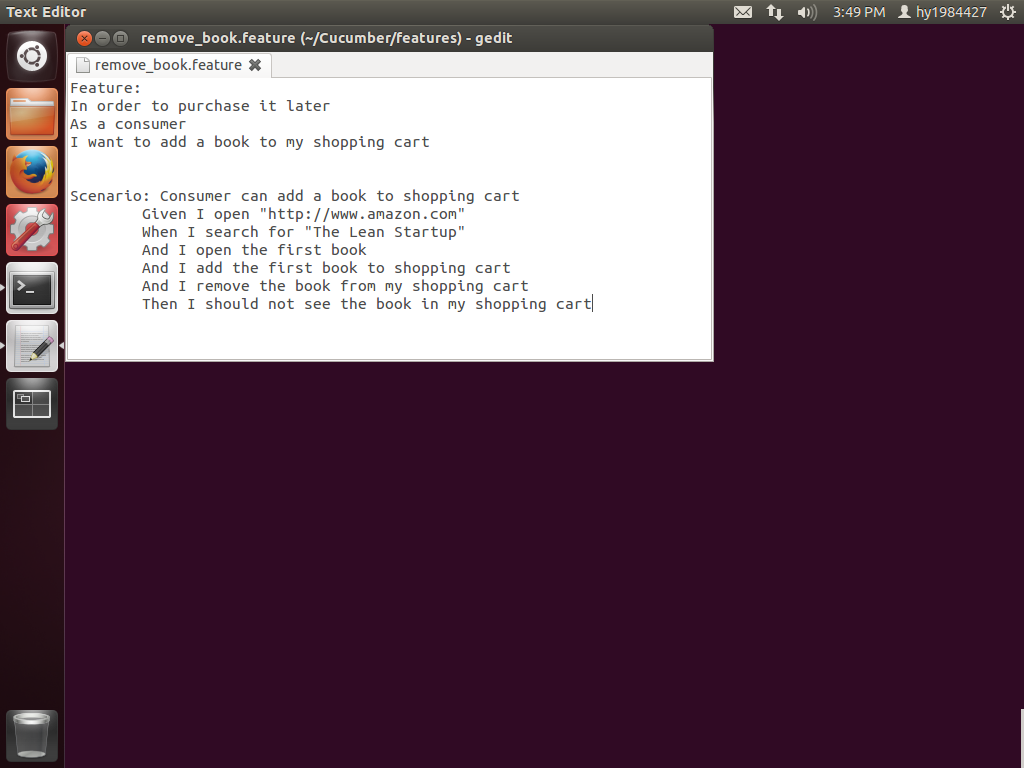 Text Editor
3:49 PM hy1984427
remove_book.feature (~/Cucumber/features) - gedit
remove_book.feature
Feature:
In order to purchase it later
As a consumer
I want to add a book to my shopping cart
Scenario: Consumer can add a book to shopping cart
Given I open "http://www.amazon.com"
When I search for "The Lean Startup"
And I open the first book
And I add the first book to shopping cart
And I remove the book from my shopping cart
Then I should not see the book in my shopping cart